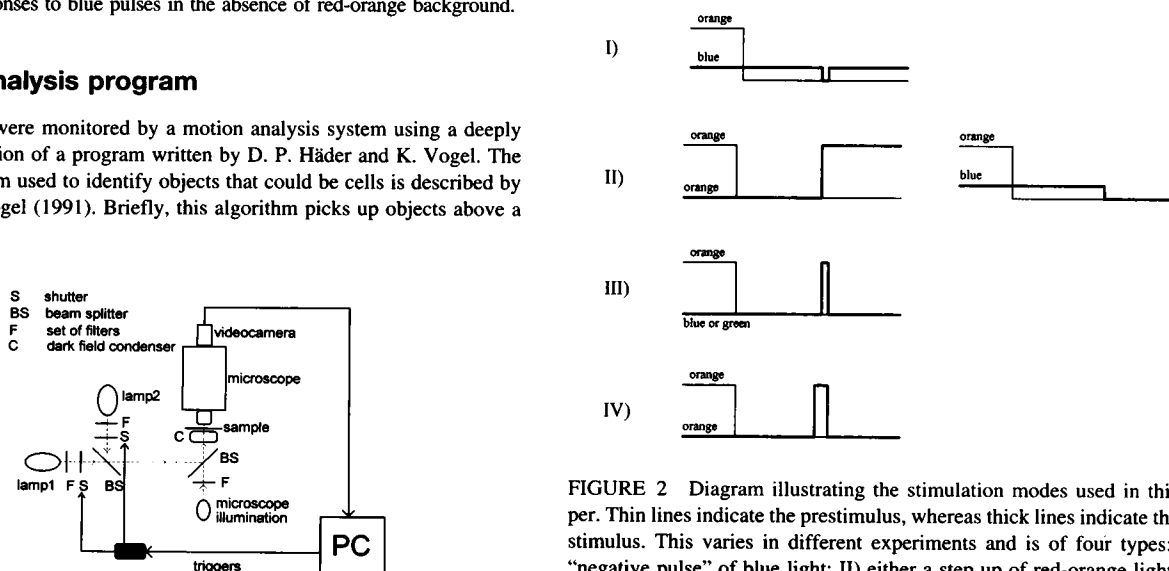 onses to blue pulses in the absence of red-orange background.
nalysis program
were monitored by a motion analysis system using a deeply
ion of a program written by D. P. Häder and K. Vogel. The
m used to identify objects that could be cells is described by
gel (1991). Briefly, this algorithm picks up objects above a
S shutter
BS beam splitter
F set of filters
C dark field condenser
videocamera
microscope
lamp2
F
S
sample
C
BS
lamp1 F S BS
F
microscope
illumination
PC
triggers
I)
orange
blue
II)
orange
orange
orange
blue
III)
orange
blue or green
IV)
orange
orange
FIGURE 2 Diagram illustrating the stimulation modes used in thi
per. Thin lines indicate the prestimulus, whereas thick lines indicate th
stimulus. This varies in different experiments and is of four types:
"negative pulse" of blue light; II) either a step up of red-orange light